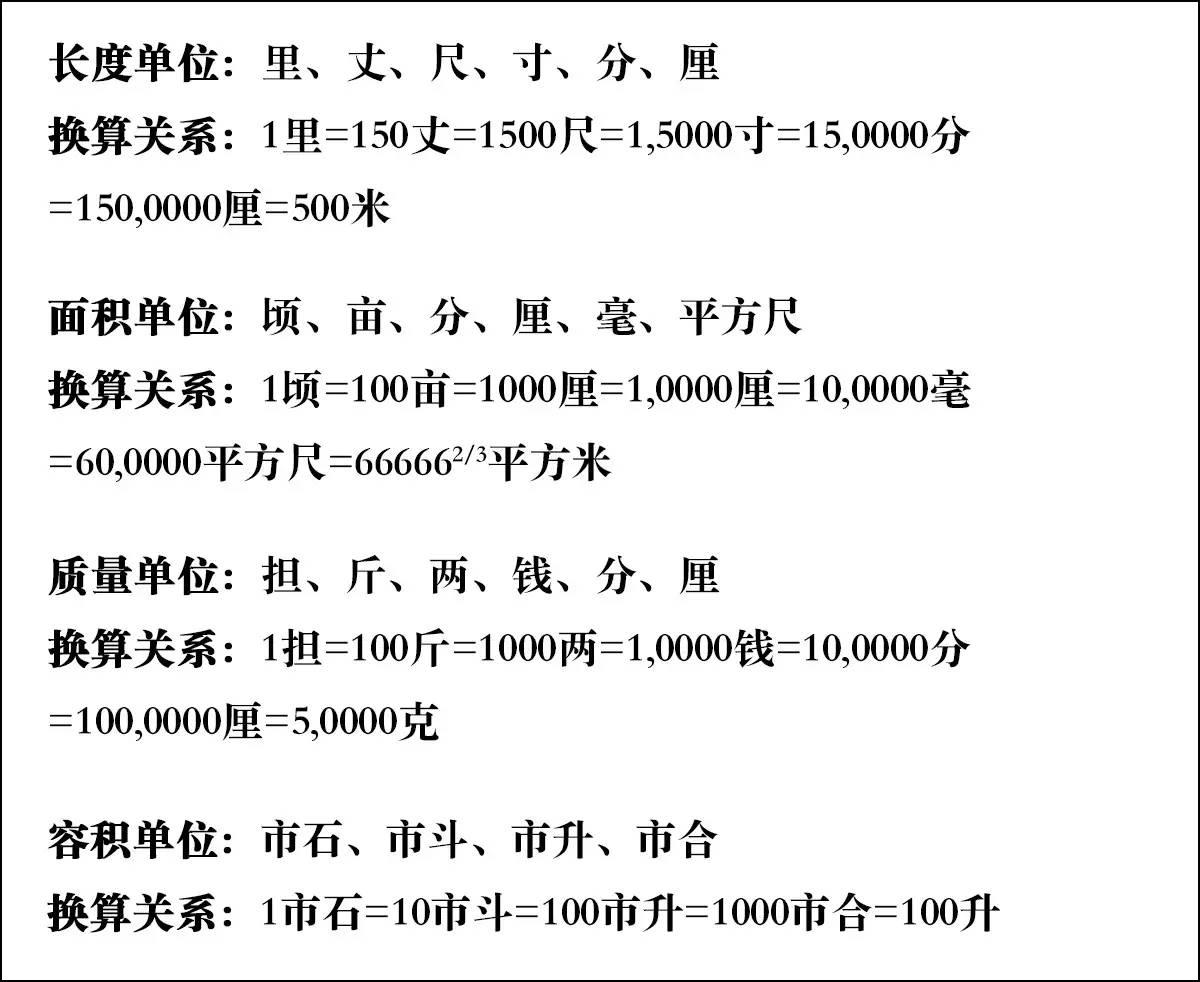 长度单位：里、丈、尺、寸、分、厘
换算关系：1里=150丈=1500尺=1,5000寸=15,0000分
=150,0000厘=500米
面积单位：顷、亩、分、厘、毫、平方尺
换算关系：1顷=100亩=1000厘=1,0000厘=10,0000毫
=60,0000平方尺=66666²/³平方米
质量单位：担、斤、两、钱、分、厘
换算关系：1担=100斤=1000两=1,0000钱=10,0000分
=100,0000厘=5,0000克
容积单位：市石、市斗、市升、市合
换算关系：1市石=10市斗=100市升=1000市合=100升